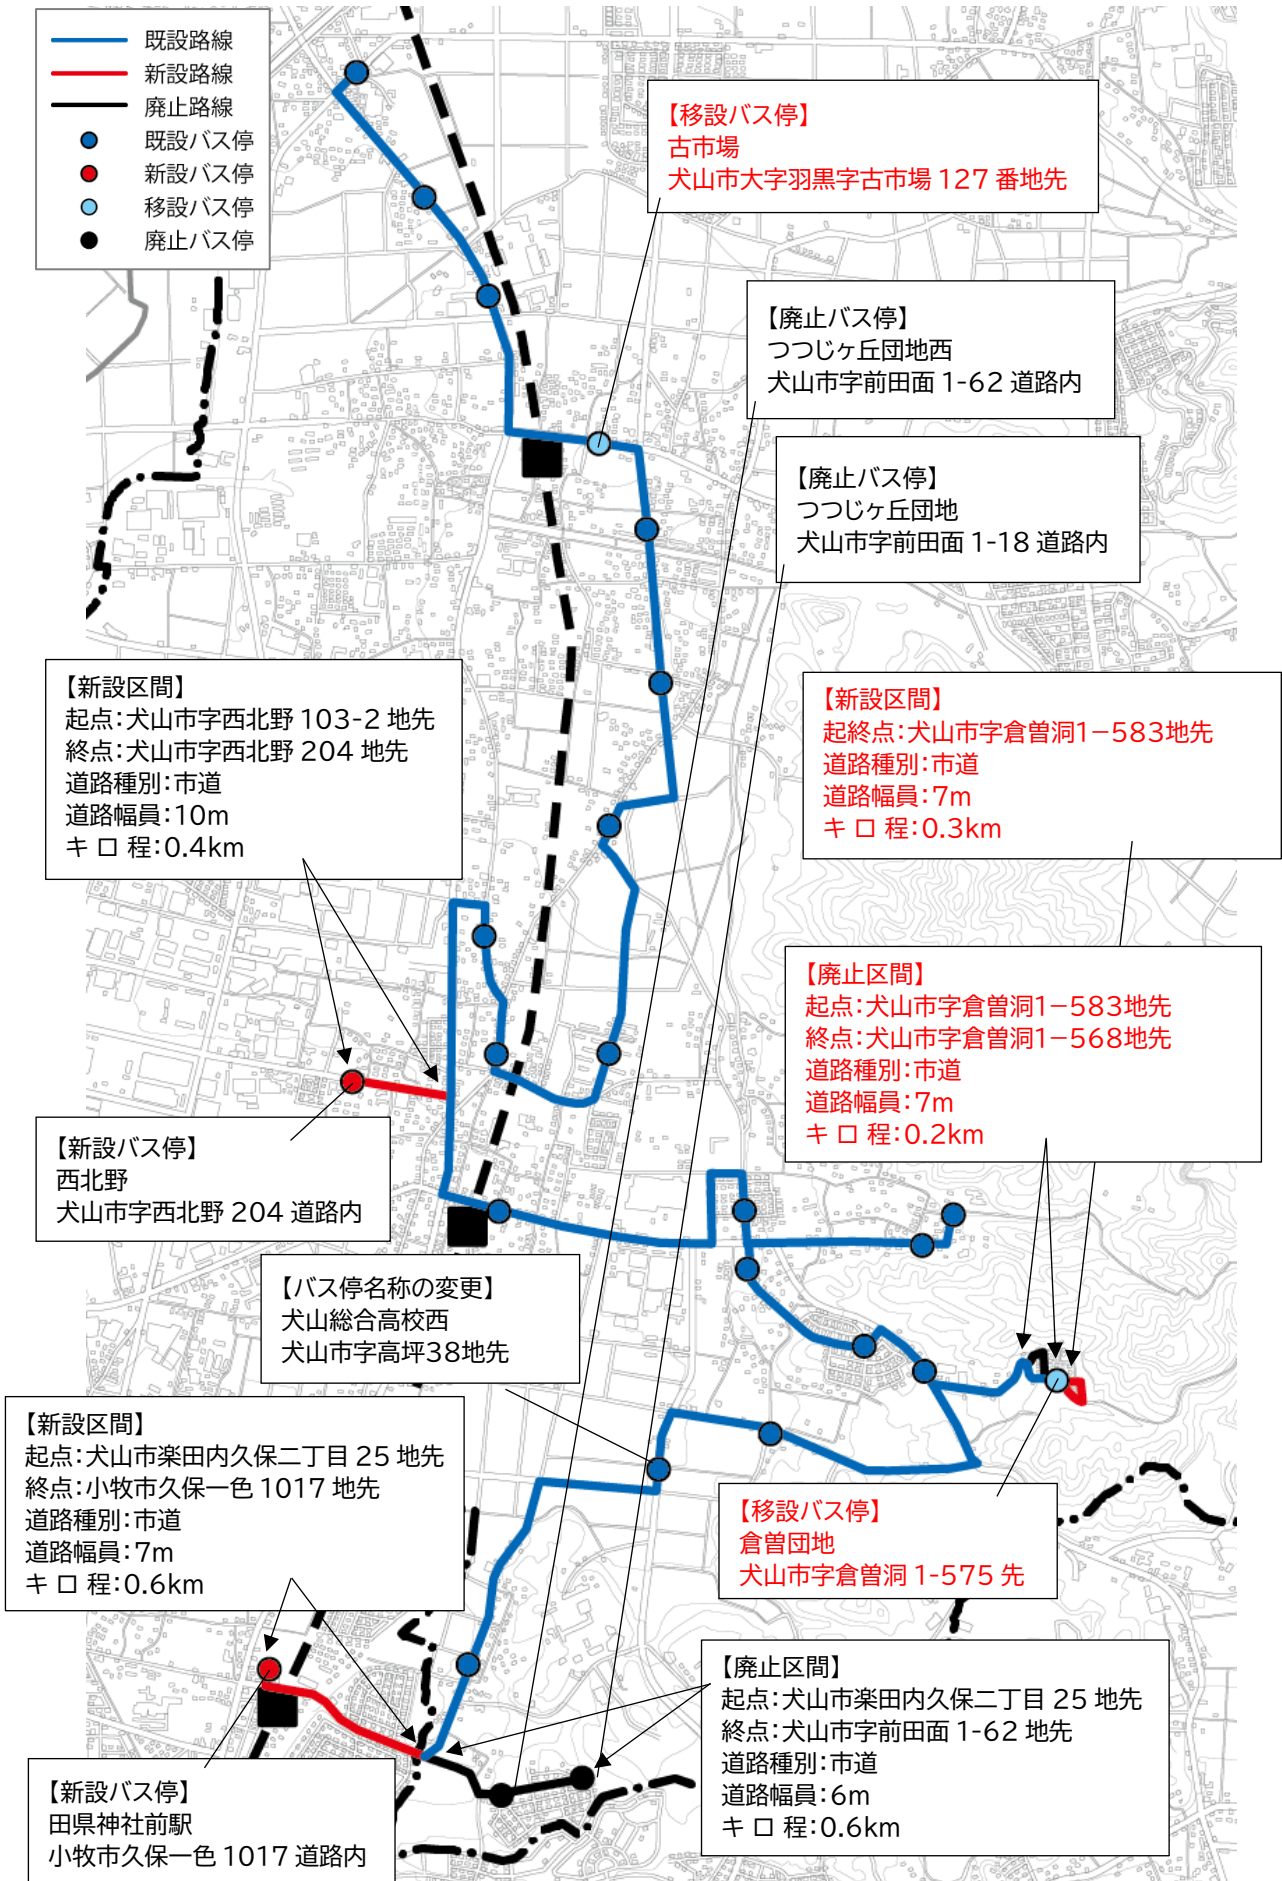 既設路線
新設路線
廃止路線
既設バス停
新設バス停
移設バス停
廃止バス停
【移設バス停】
古市場
犬山市大字羽黒字古市場 127 番地先
【廃止バス停】
つつじヶ丘団地西
犬山市字前田面 1-62 道路内
【廃止バス停】
つつじヶ丘団地
犬山市字前田面 1-18 道路内
【新設区間】
起点：犬山市字西北野 103-2 地先
終点：犬山市字西北野 204 地先
道路種別：市道
道路幅員：10m
キ ロ 程：0.4km
【新設区間】
起終点：犬山市字倉曽洞1－583地先
道路種別：市道
道路幅員：7m
キ ロ 程：0.3km
【廃止区間】
起点：犬山市字倉曽洞1－583地先
終点：犬山市字倉曽洞1－568地先
道路種別：市道
道路幅員：7m
キ ロ 程：0.2km
【新設バス停】
西北野
犬山市字西北野 204 道路内
【バス停名称の変更】
犬山総合高校西
犬山市字高坪38地先
【新設区間】
起点：犬山市楽田内久保二丁目 25 地先
終点：小牧市久保一色 1017 地先
道路種別：市道
道路幅員：7m
キ ロ 程：0.6km
【移設バス停】
倉曽団地
犬山市字倉曽洞 1-575 先
【廃止区間】
起点：犬山市楽田内久保二丁目 25 地先
終点：犬山市字前田面 1-62 地先
道路種別：市道
道路幅員：6m
キ ロ 程：0.6km
【新設バス停】
田県神社前駅
小牧市久保一色 1017 道路内